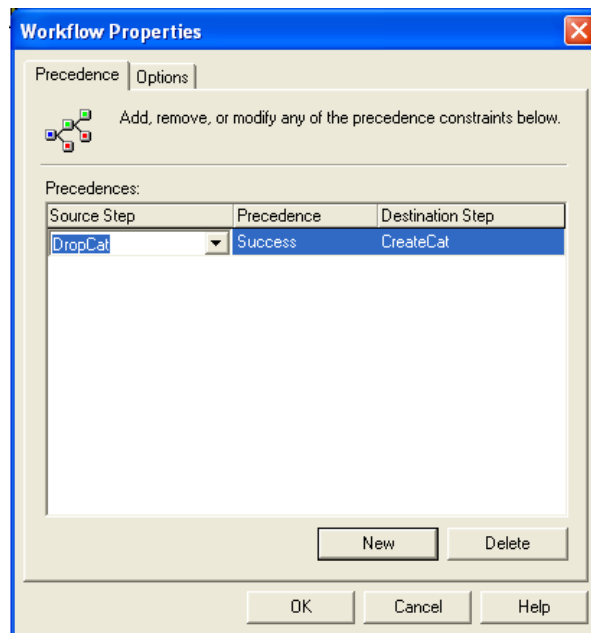 Workflow Properties
Precedence Options
Add, remove, or modify any of the precedence constraints below.
Precedences:
Source Step Precedence Destination Step
DropCat Success CreateCat
New Delete
OK Cancel Help